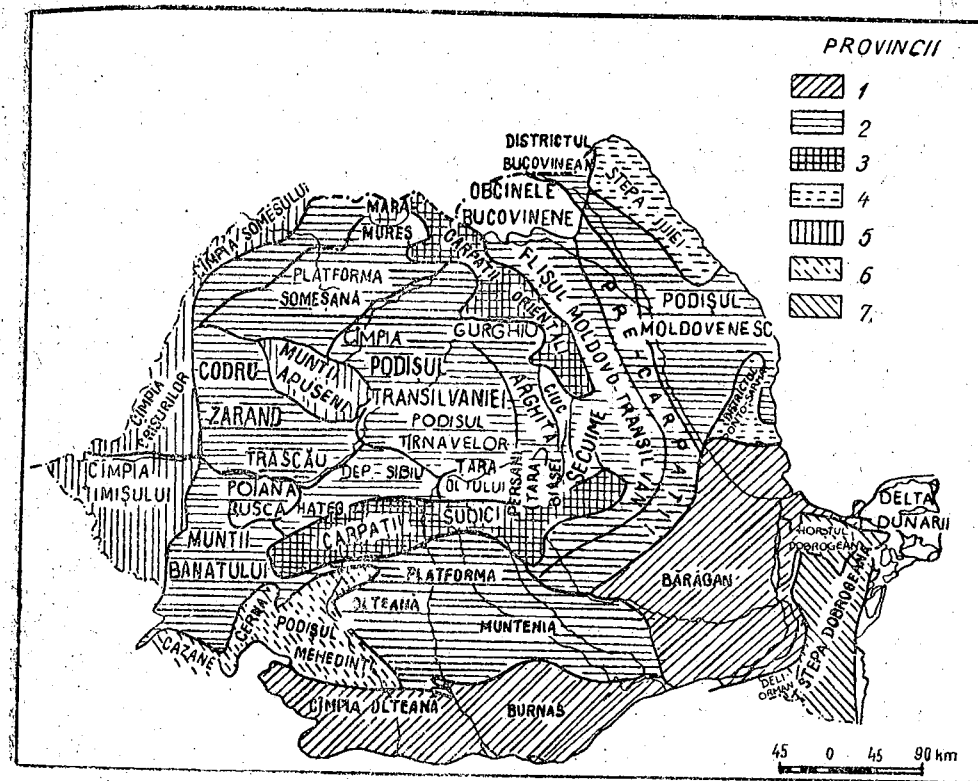 PROVINCII
1
2
3
4
5
6
7
DISTRICTUL
BUCOVINEAN
STEPA JIJIEI
OBCINELE
BUCOVINENE
CÎMPIA SOMEȘULUI
MARA
MUREȘ
CARPAȚII
ORIENTALI
PLATFORMA
SOMEȘANĂ
FLIȘUL MOLDOVO TRANSILVAN
PRECARPAȚII
PODIȘUL
MOLDOVENESC
GURGHIU
CÎMPIA
MUNȚII
APUSENI
CODRU
PODIȘUL
TRANSILVANIEI
CÎMPIA CRIȘURILOR
ZARAND
PODIȘUL
TÎRNAVELOR
CIUC
SECUIME
DISTRICTUL
CÎMPIA
TIMIȘULUI
TRASCĂU
DEP. SIBIU
ȚARA
OLTULUI
PERȘANI
ȚARA
BÎRSEI
POIANA
RUSCĂ
HAȚEG
CARPAȚII
SUDICI
MUNȚII
BANATULUI
DELTA
DUNĂRII
HORSTUL
DOBROGEAN
BĂRĂGAN
STEPA DOBROGEANĂ
PLATFORMA
OLTEANĂ
MUNTENIA
CERNA
PODIȘUL
MEHEDINȚI
CAZANE
CÎMPIA OLTEANĂ
BURNAS
45 0 45 90 km